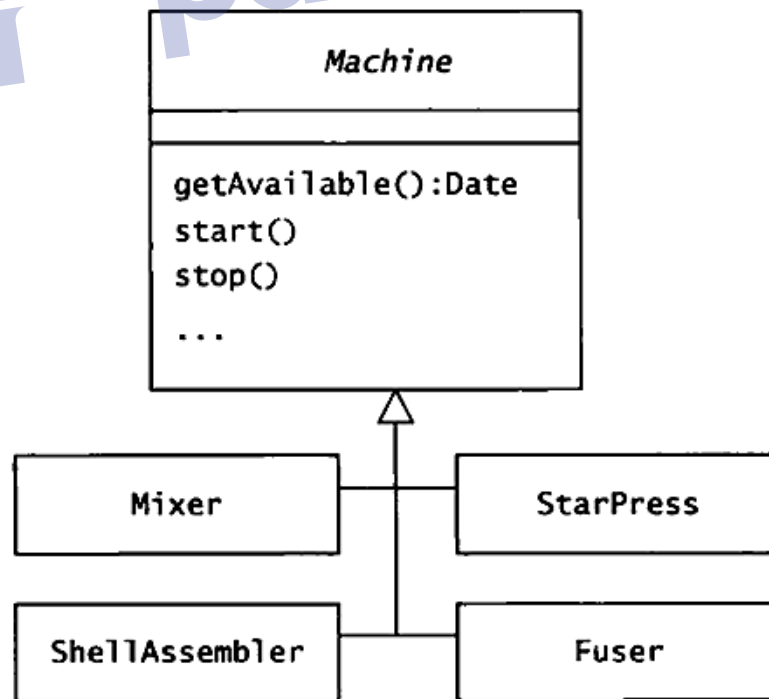 Machine
getAvailable():Date
start()
stop()
...
Mixer
StarPress
ShellAssembler
Fuser